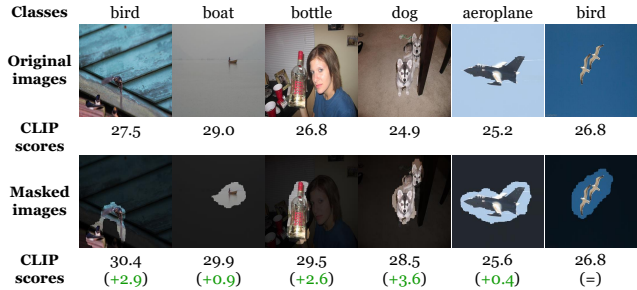 Classes bird boat bottle dog aeroplane bird
Original
images
CLIP
scores
27.5 29.0 26.8 24.9 25.2 26.8
Masked
images
CLIP
scores
30.4 29.9 29.5 28.5 25.6 26.8
(+2.9) (+0.9) (+2.6) (+3.6) (+0.4) (=)